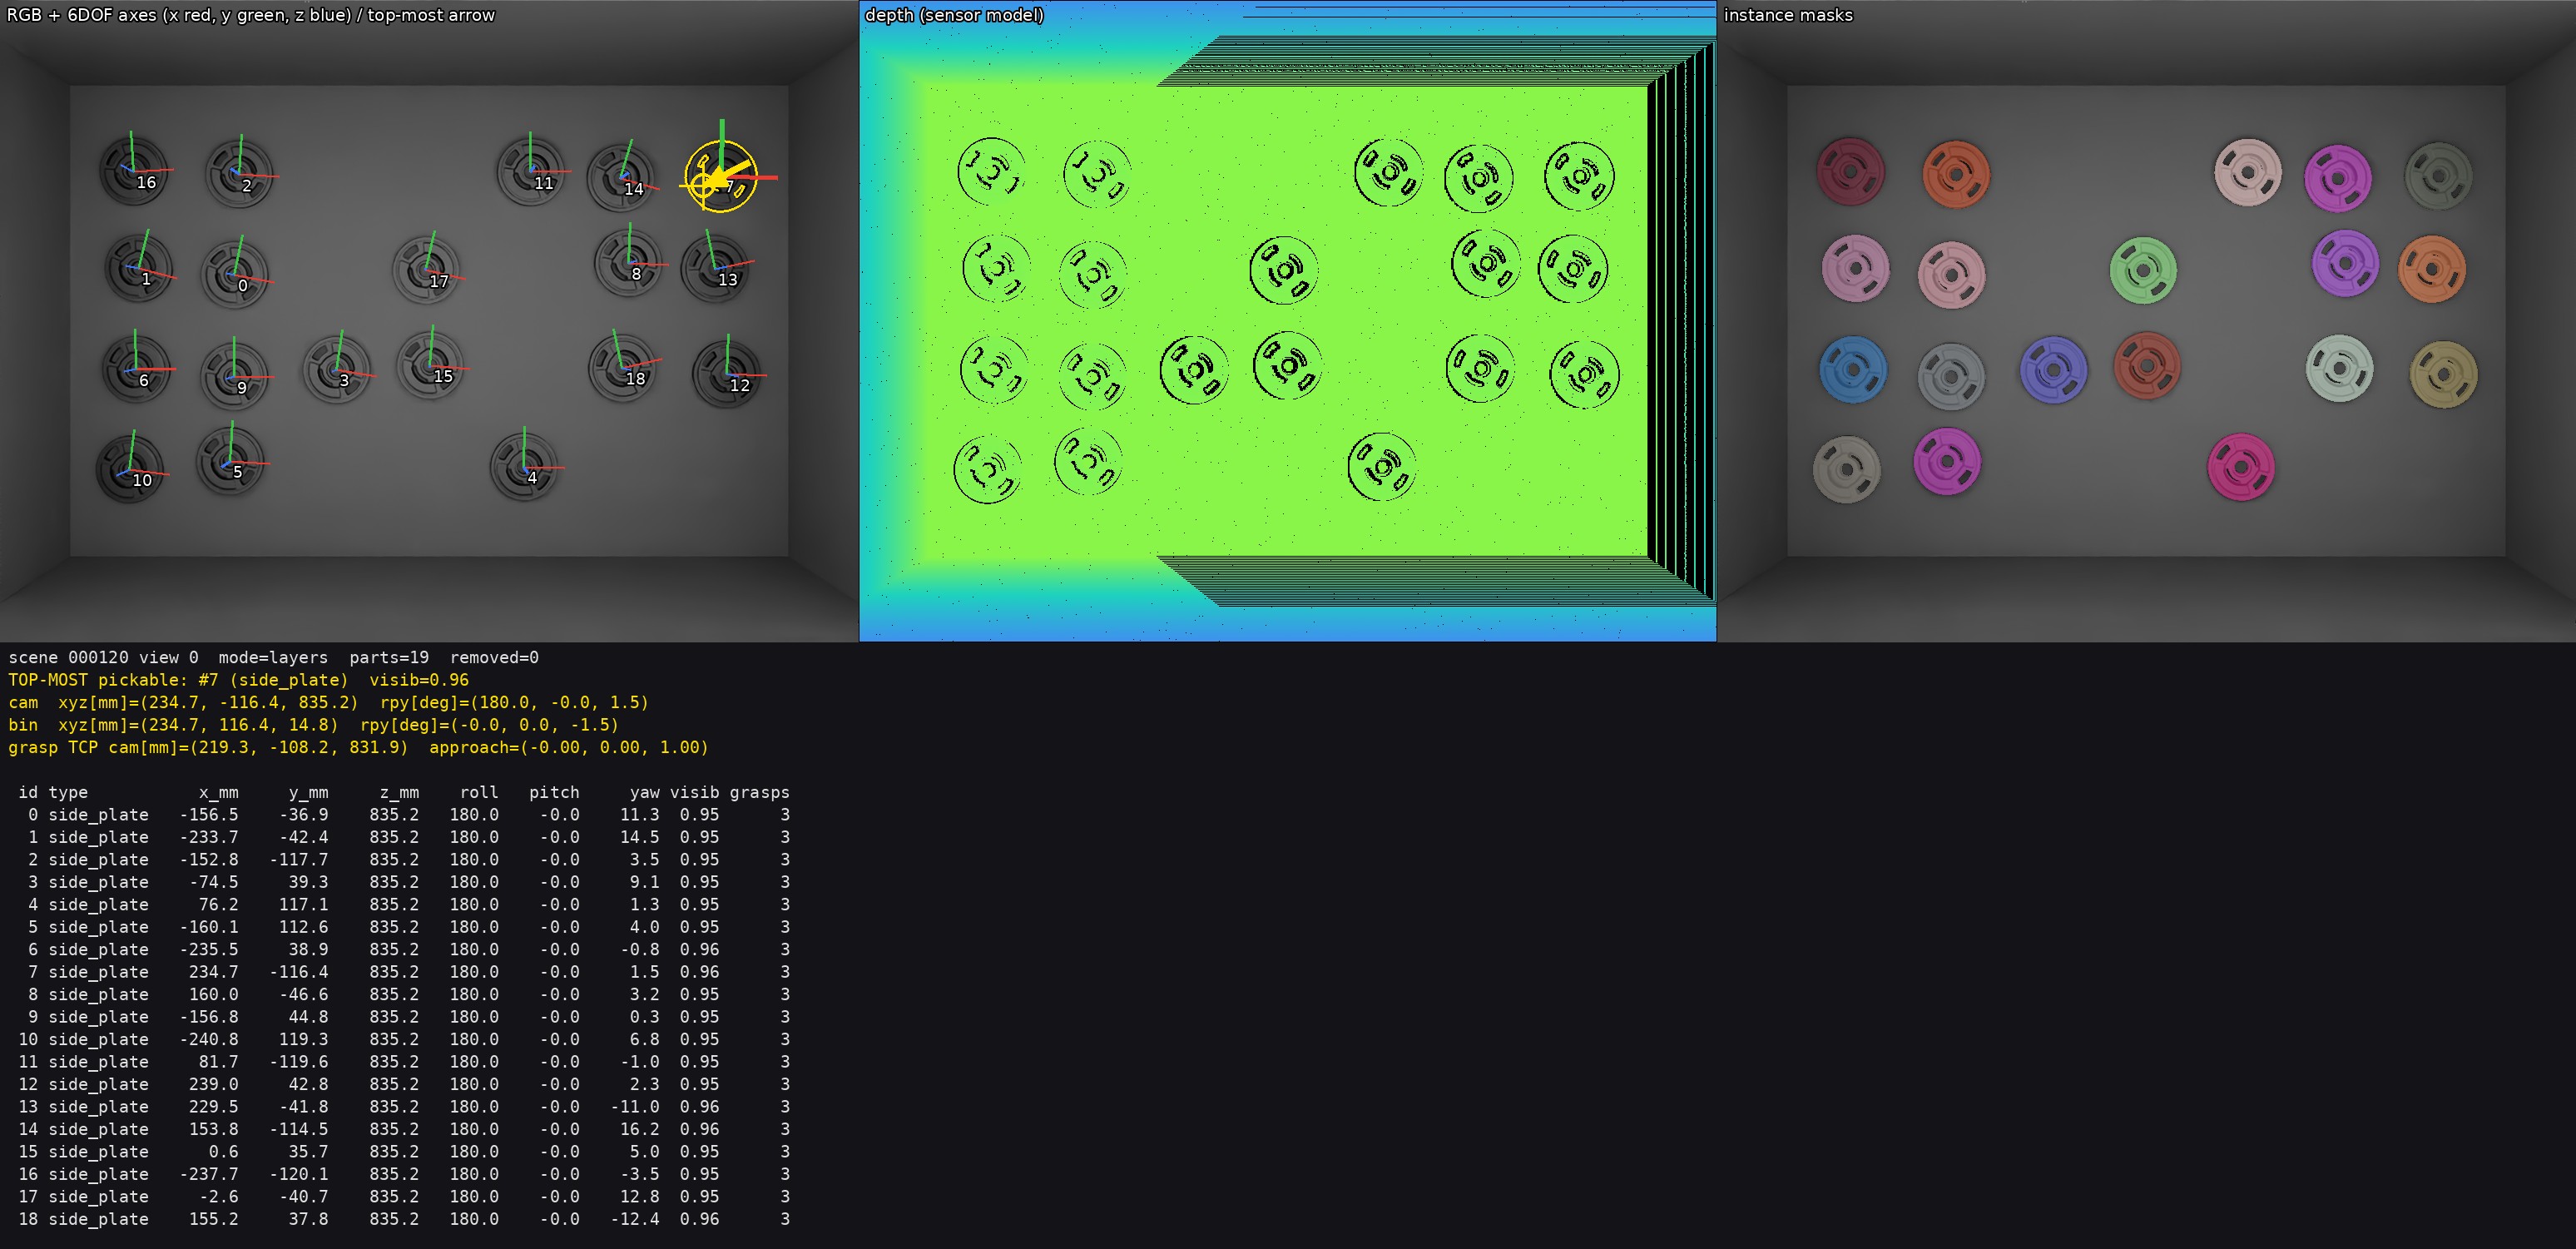 RGB + 6DOF axes (x red, y green, z blue) / top-most arrow
depth (sensor model)
instance masks
16
2
11
14
7
1
0
17
8
13
6
9
3
15
18
12
10
5
4
scene 000120 view 0  mode=layers  parts=19  removed=0
TOP-MOST pickable: #7 (side_plate)  visib=0.96
cam  xyz[mm]=(234.7, -116.4, 835.2)  rpy[deg]=(180.0, -0.0, 1.5)
bin  xyz[mm]=(234.7, 116.4, 14.8)  rpy[deg]=(-0.0, 0.0, -1.5)
grasp TCP cam[mm]=(219.3, -108.2, 831.9)  approach=(-0.00, 0.00, 1.00)
id type x_mm y_mm z_mm roll pitch yaw visib grasps
0 side_plate -156.5 -36.9 835.2 180.0 -0.0 11.3 0.95 3
1 side_plate -233.7 -42.4 835.2 180.0 -0.0 14.5 0.95 3
2 side_plate -152.8 -117.7 835.2 180.0 -0.0 3.5 0.95 3
3 side_plate -74.5 39.3 835.2 180.0 -0.0 9.1 0.95 3
4 side_plate 76.2 117.1 835.2 180.0 -0.0 1.3 0.95 3
5 side_plate -160.1 112.6 835.2 180.0 -0.0 4.0 0.95 3
6 side_plate -235.5 38.9 835.2 180.0 -0.0 -0.8 0.96 3
7 side_plate 234.7 -116.4 835.2 180.0 -0.0 1.5 0.96 3
8 side_plate 160.0 -46.6 835.2 180.0 -0.0 3.2 0.95 3
9 side_plate -156.8 44.8 835.2 180.0 -0.0 0.3 0.95 3
10 side_plate -240.8 119.3 835.2 180.0 -0.0 6.8 0.95 3
11 side_plate 81.7 -119.6 835.2 180.0 -0.0 -1.0 0.95 3
12 side_plate 239.0 42.8 835.2 180.0 -0.0 2.3 0.95 3
13 side_plate 229.5 -41.8 835.2 180.0 -0.0 -11.0 0.96 3
14 side_plate 153.8 -114.5 835.2 180.0 -0.0 16.2 0.96 3
15 side_plate 0.6 35.7 835.2 180.0 -0.0 5.0 0.95 3
16 side_plate -237.7 -120.1 835.2 180.0 -0.0 -3.5 0.95 3
17 side_plate -2.6 -40.7 835.2 180.0 -0.0 12.8 0.95 3
18 side_plate 155.2 37.8 835.2 180.0 -0.0 -12.4 0.96 3